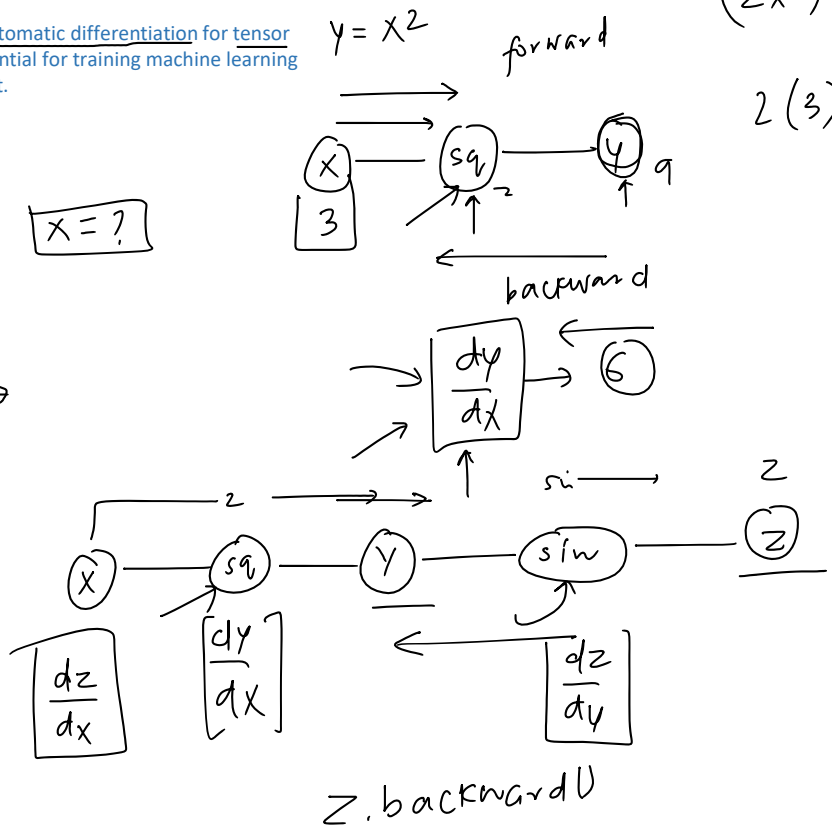 tomatic differentiation for tensor
ntial for training machine learning
t.
y = x²
forward
(2x
2(3)
x sq y 9
2
3
x = ?
backward
dy/dx 6
2 sin z
x sq y sin z
dz/dx dy/dx dz/dy
z.backward()